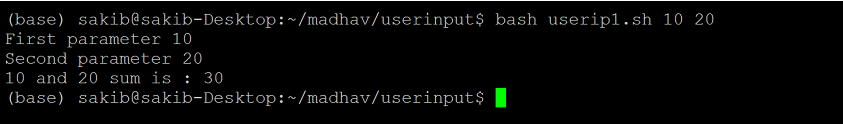 (base) sakib@sakib-Desktop:~/madhav/userinput$ bash userip1.sh 10 20
First parameter 10
Second parameter 20
10 and 20 sum is : 30
(base) sakib@sakib-Desktop:~/madhav/userinput$